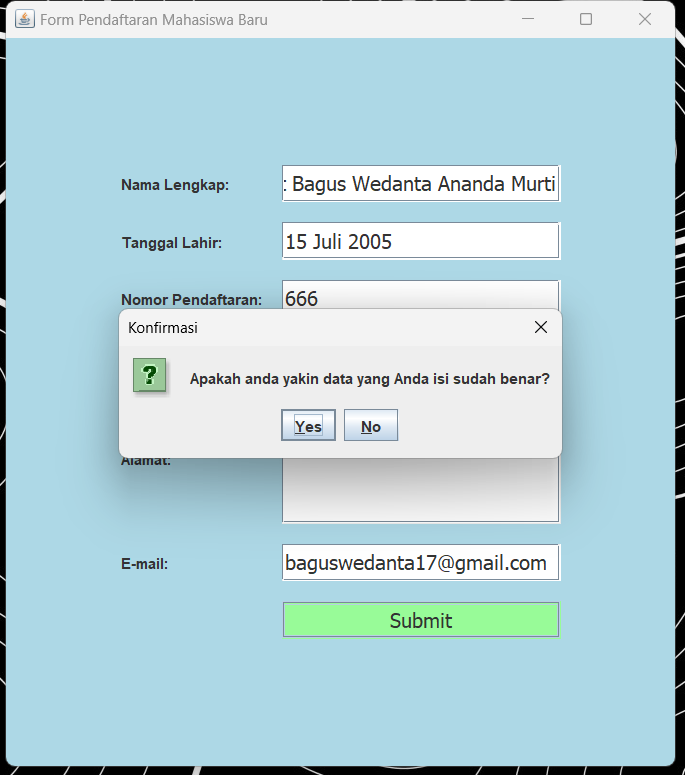 Form Pendaftaran Mahasiswa Baru
Nama Lengkap:
: Bagus Wedanta Ananda Murti
Tanggal Lahir:
15 Juli 2005
Nomor Pendaftaran:
666
Konfirmasi
?
Apakah anda yakin data yang Anda isi sudah benar?
Yes
No
Alamat:
E-mail:
baguswedanta17@gmail.com
Submit